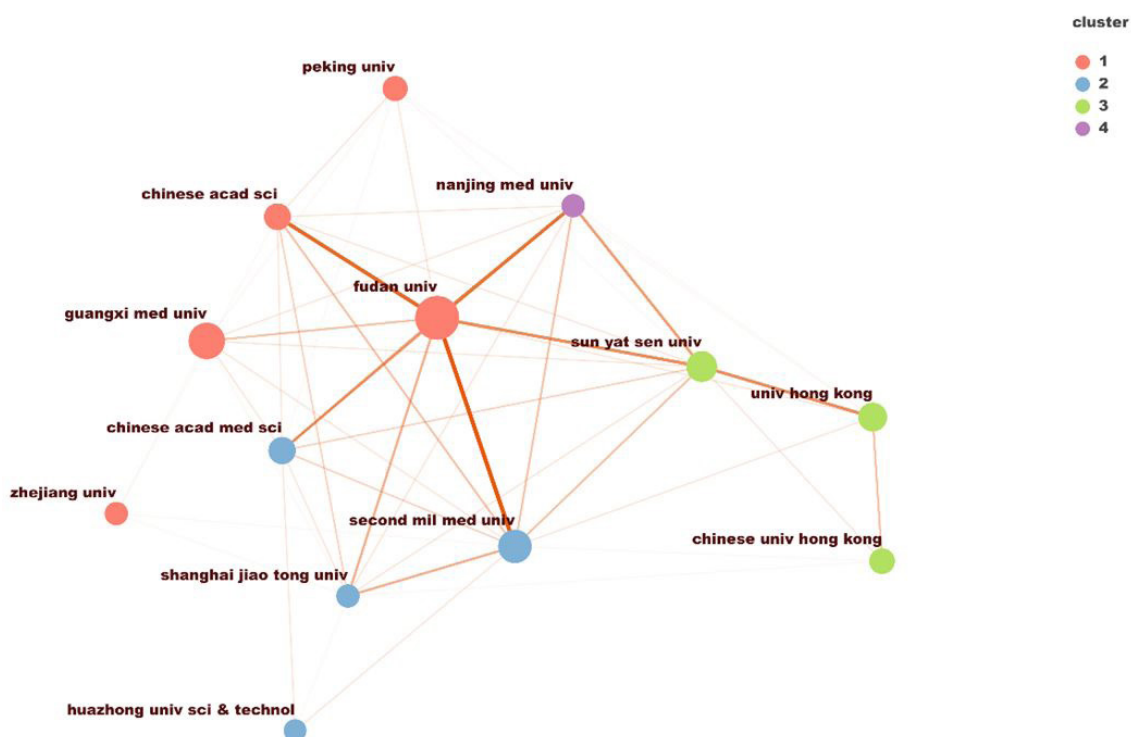 cluster
1
2
3
4
peking univ
nanjing med univ
chinese acad sci
fudan univ
guangxi med univ
sun yat sen univ
univ hong kong
chinese acad med sci
zhejiang univ
second mil med univ
chinese univ hong kong
shanghai jiao tong univ
huazhong univ sci & technol